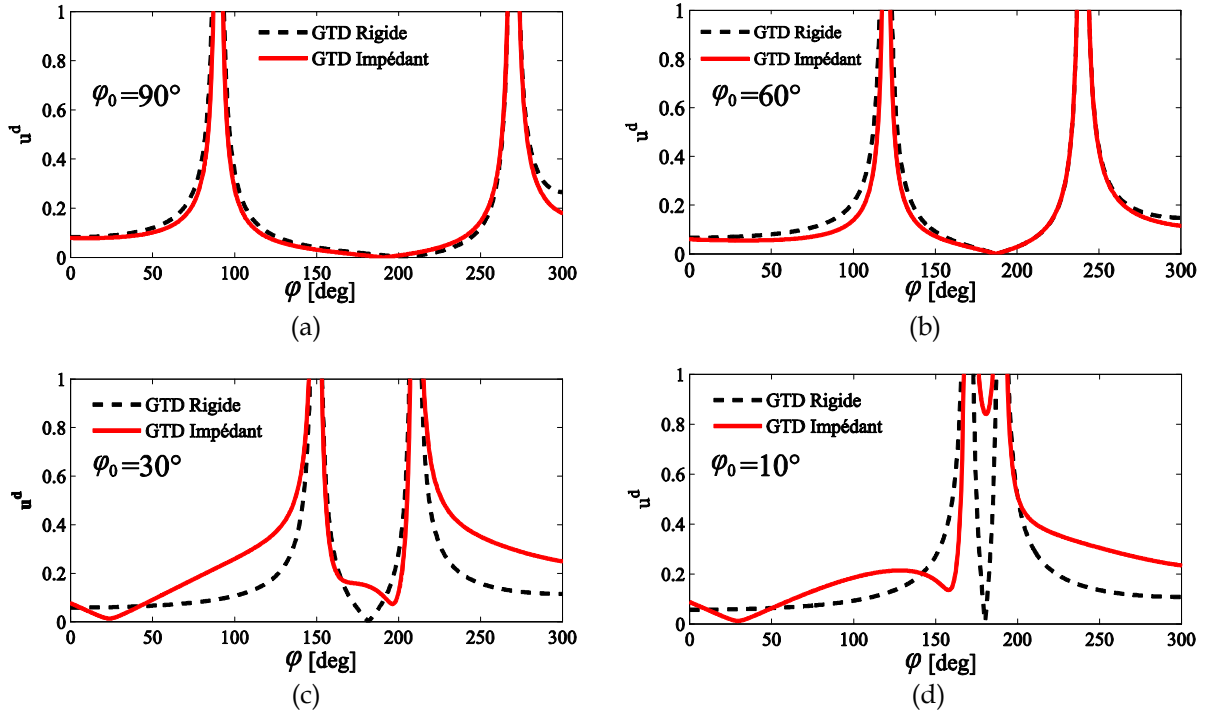 1
0.8
0.6
0.4
0.2
0
u^d
GTD Rigide
GTD Impédant
φ₀=90°
0 50 100 150 200 250 300
φ [deg]
(a)
1
0.8
0.6
0.4
0.2
0
u^d
GTD Rigide
GTD Impédant
φ₀=60°
0 50 100 150 200 250 300
φ [deg]
(b)
1
0.8
0.6
0.4
0.2
0
u^d
GTD Rigide
GTD Impédant
φ₀=30°
0 50 100 150 200 250 300
φ [deg]
(c)
1
0.8
0.6
0.4
0.2
0
u^d
GTD Rigide
GTD Impédant
φ₀=10°
0 50 100 150 200 250 300
φ [deg]
(d)